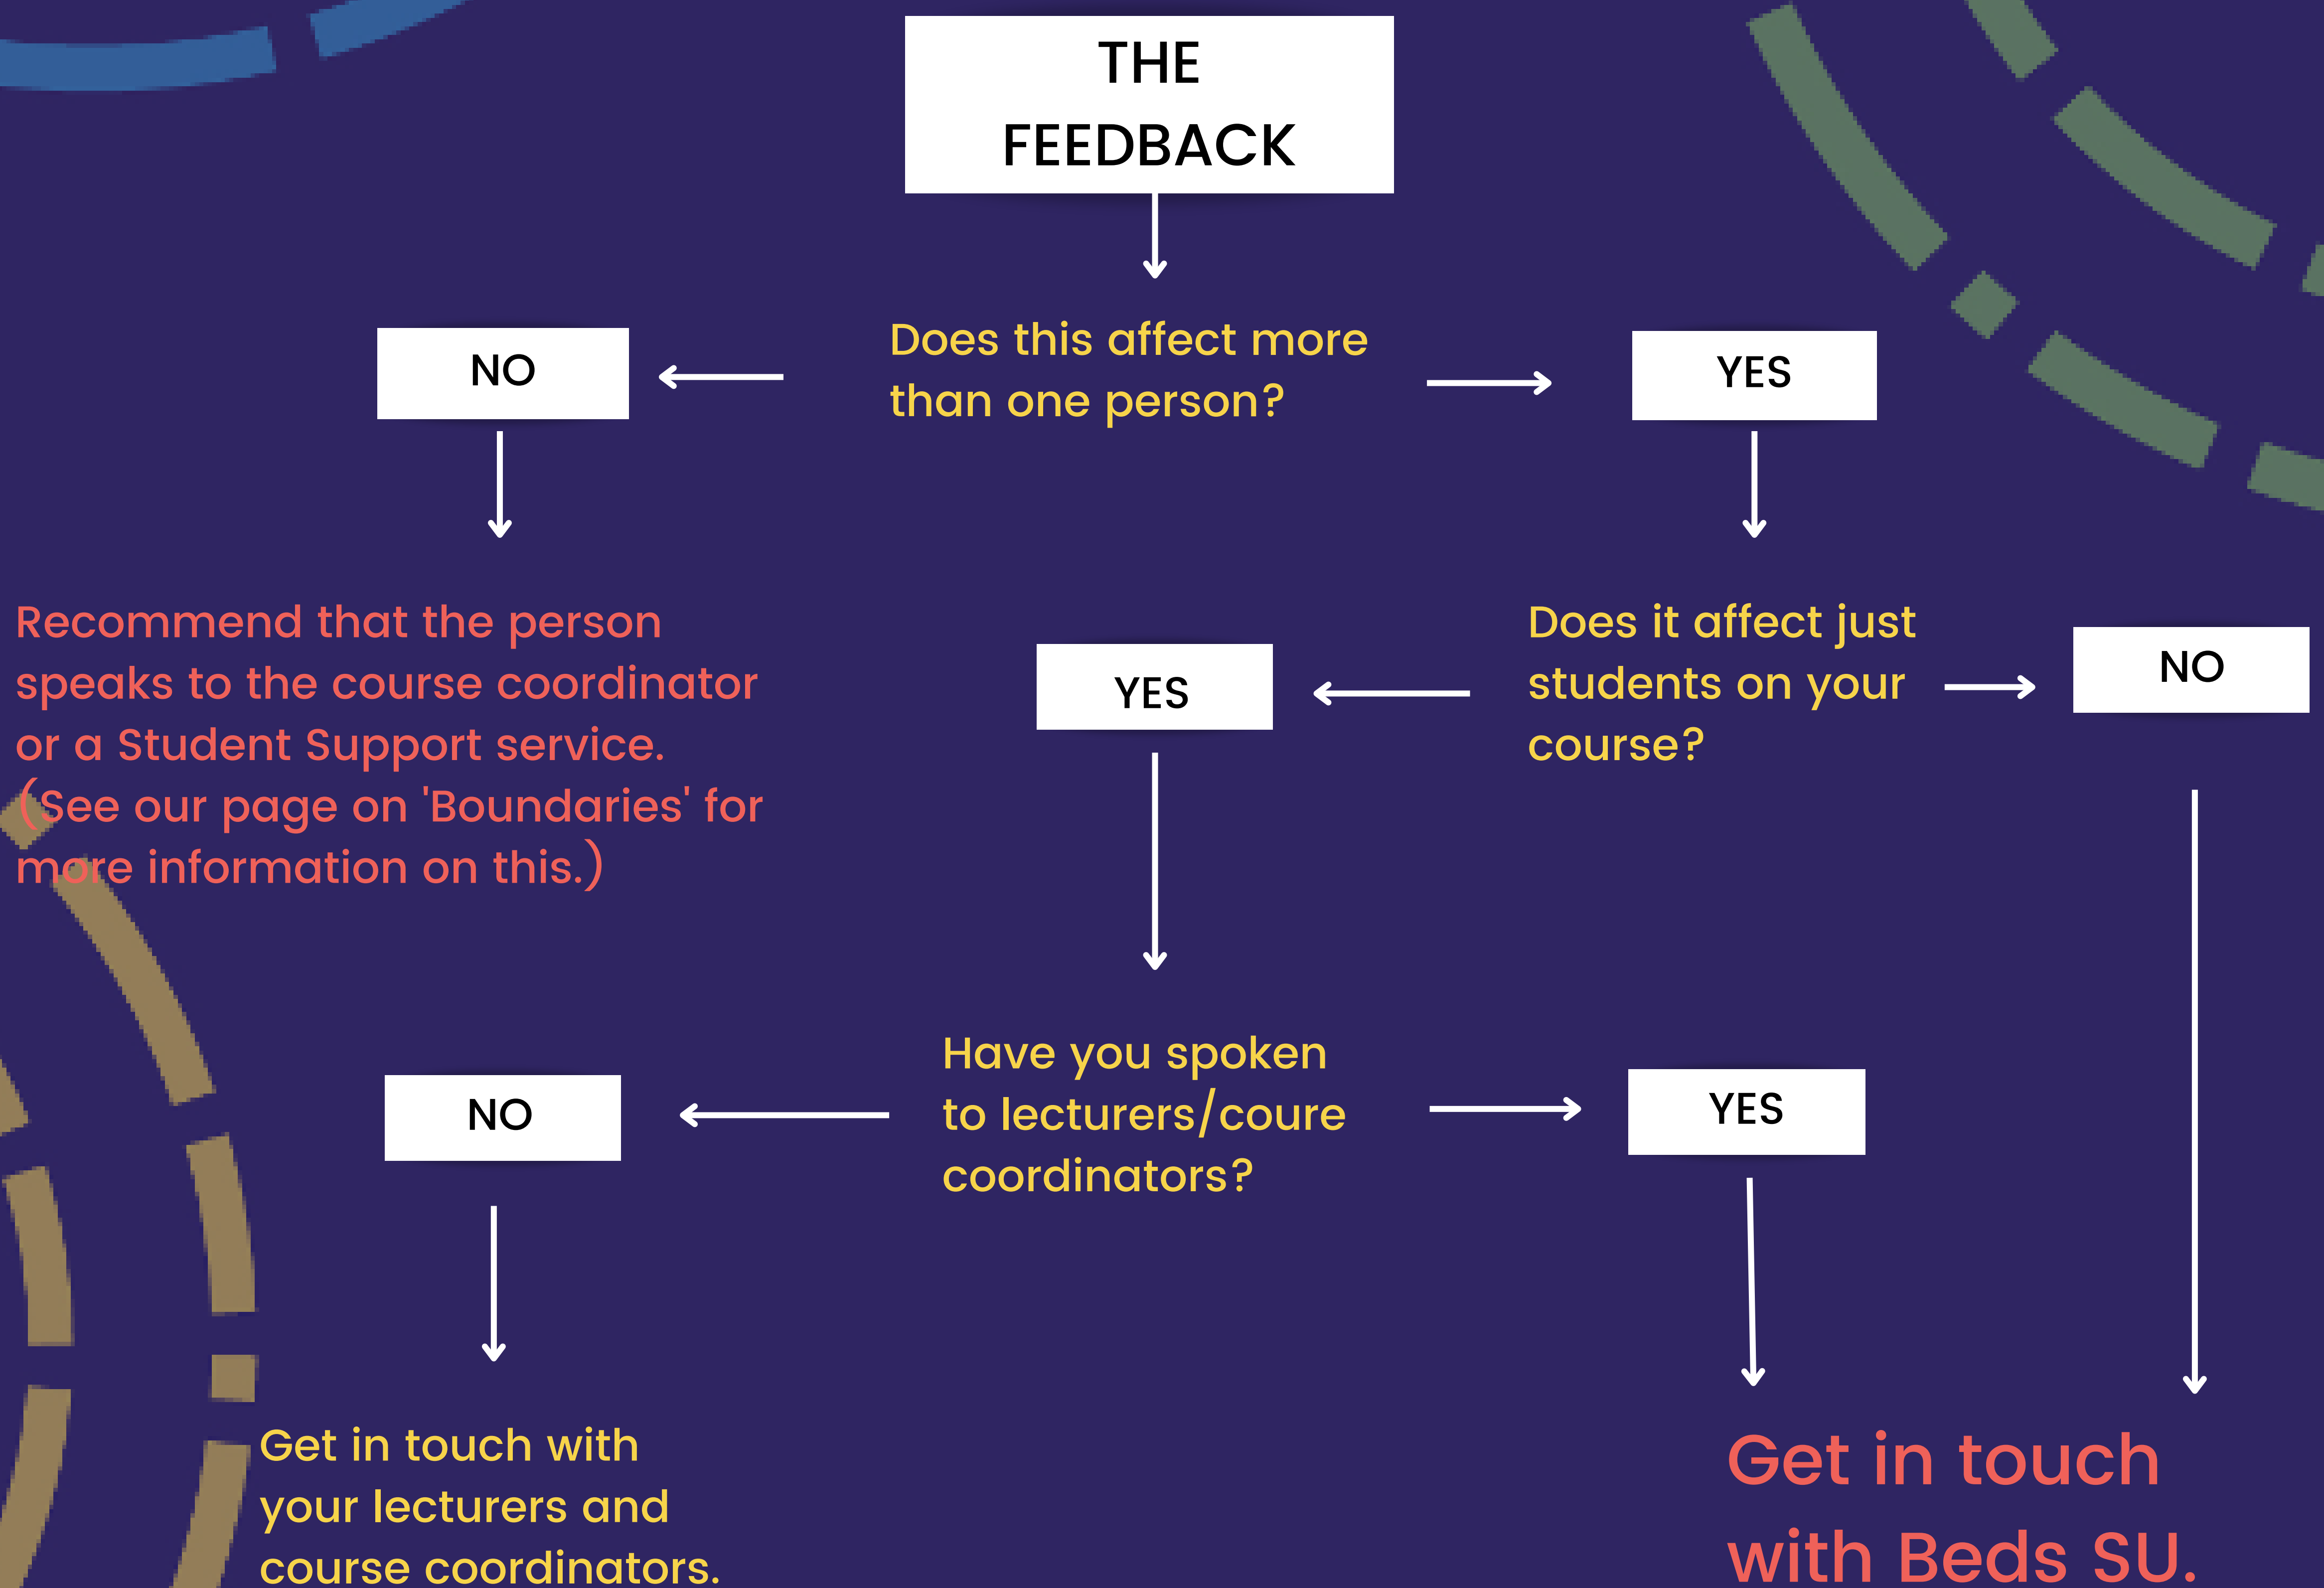 THE
FEEDBACK
Does this affect more
than one person?
NO
YES
Recommend that the person
speaks to the course coordinator
or a Student Support service.
(See our page on 'Boundaries' for
more information on this.)
YES
Does it affect just
students on your
course?
NO
Have you spoken
to lecturers/coure
coordinators?
NO
YES
Get in touch with
your lecturers and
course coordinators.
Get in touch
with Beds SU.